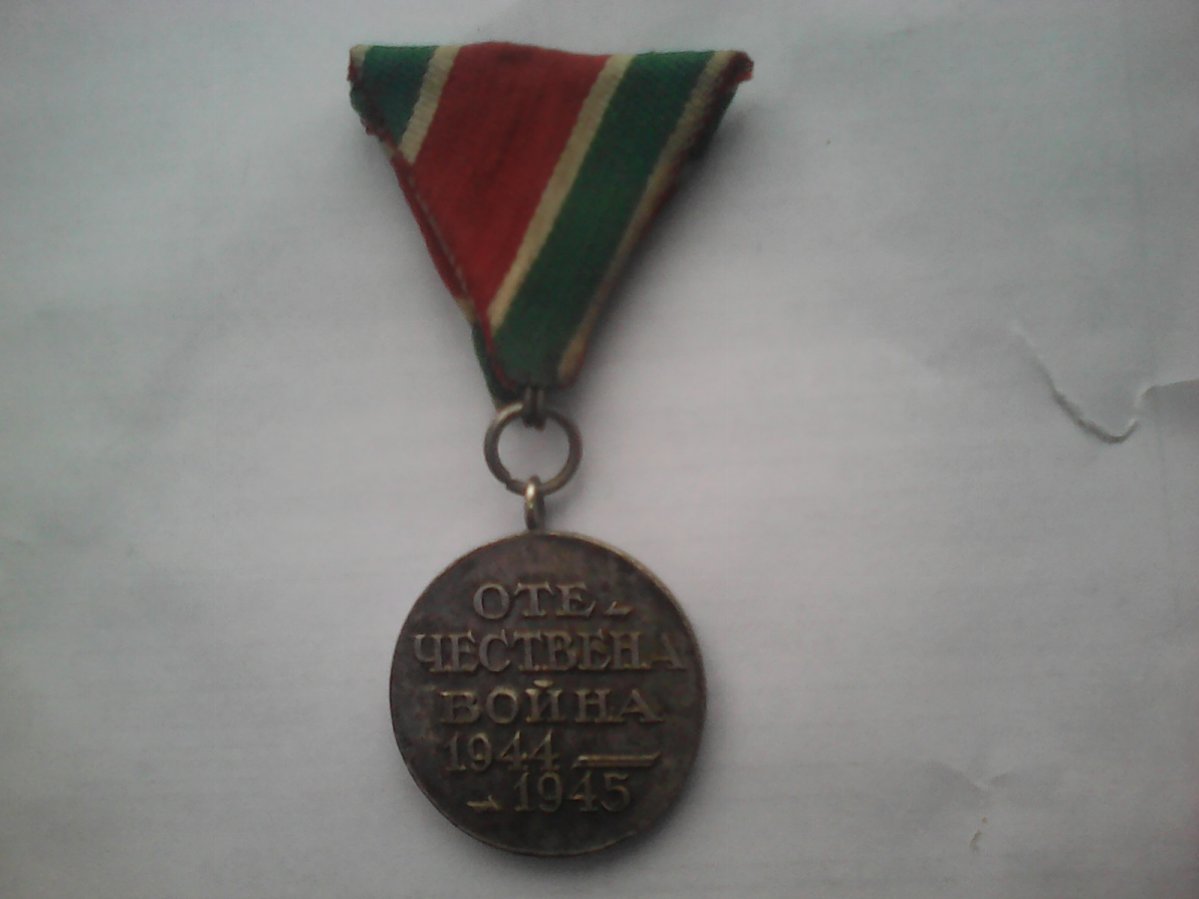 ОТЕ-
ЧЕСТВЕНА
ВОЙНА
1944 —
- 1945